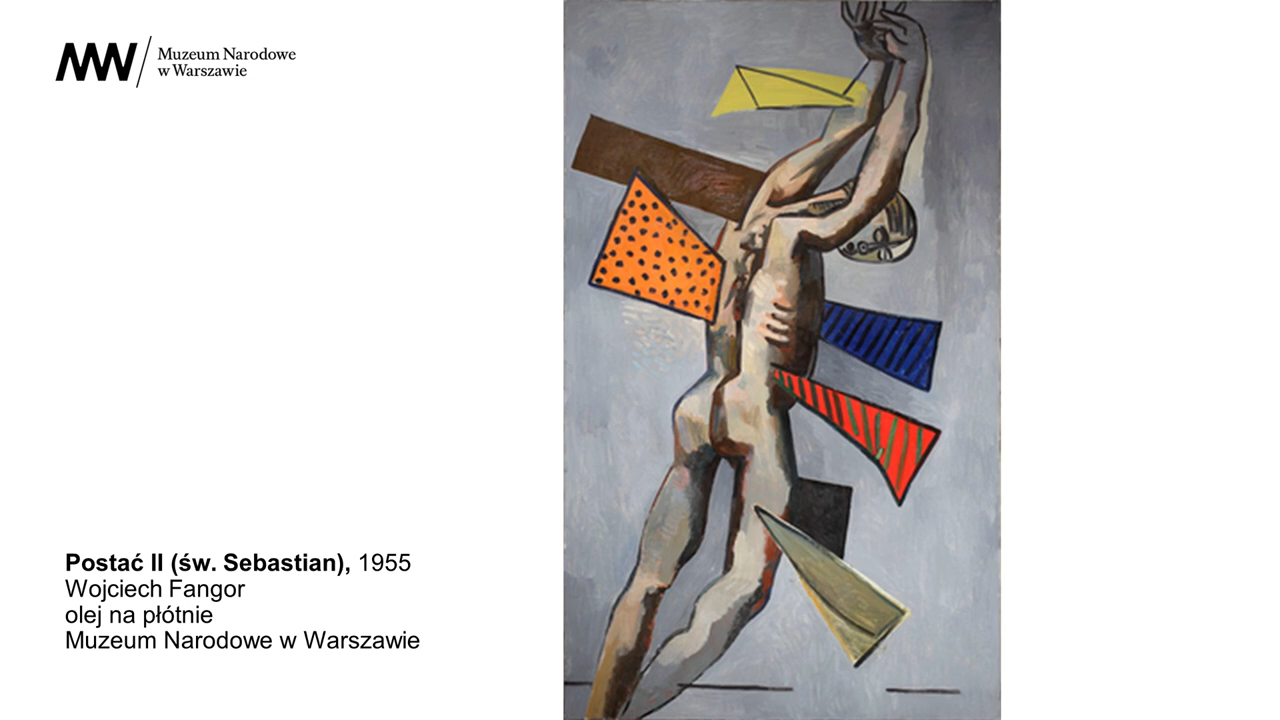 MNW
Muzeum Narodowe
w Warszawie
Postać II (św. Sebastian), 1955
Wojciech Fangor
olej na płótnie
Muzeum Narodowe w Warszawie